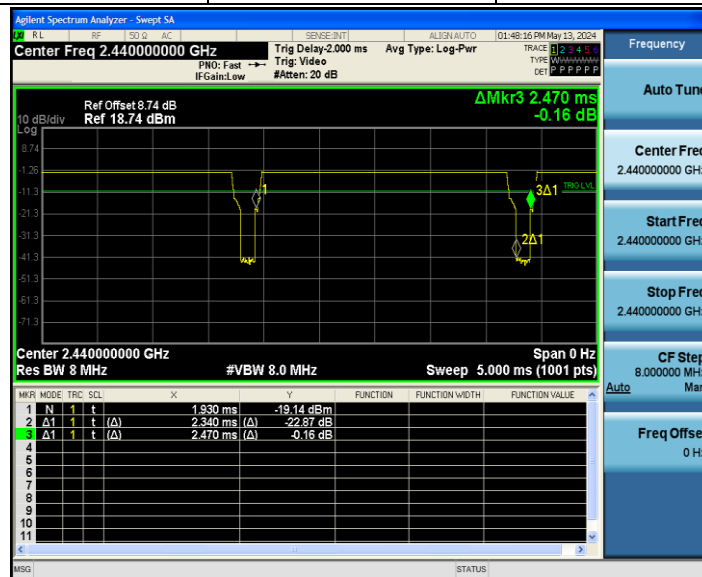 Agilent Spectrum Analyzer - Swept SA
RL RF 50 Ω AC SENSE:INT ALIGN AUTO 01:48:16 PM May 13, 2024
Center Freq 2.440000000 GHz
PNO: Fast
IFGain:Low
Trig Delay-2.000 ms
Trig: Video
#Atten: 20 dB
Avg Type: Log-Pwr
TRACE 1 2 3 4 5 6
TYPE WWWWWW
DET P P P P P P
Frequency
Auto Tune
Center Freq
2.440000000 GHz
Start Freq
2.440000000 GHz
Stop Freq
2.440000000 GHz
CF Step
8.000000 MHz
Auto Man
Freq Offset
0 Hz
Ref Offset 8.74 dB
10 dB/div Ref 18.74 dBm
Log
ΔMkr3 2.470 ms
-0.16 dB
8.74
-1.26
-11.3
-21.3
-31.3
-41.3
-51.3
-61.3
-71.3
1
3Δ1
TRIG LVL
2Δ1
Center 2.440000000 GHz Span 0 Hz
Res BW 8 MHz #VBW 8.0 MHz Sweep 5.000 ms (1001 pts)
MKR MODE TRC SCL X Y FUNCTION FUNCTION WIDTH FUNCTION VALUE
1 N 1 t 1.930 ms -19.14 dBm
2 Δ1 1 t (Δ) 2.340 ms (Δ) -22.87 dB
3 Δ1 1 t (Δ) 2.470 ms (Δ) -0.16 dB
4
5
6
7
8
9
10
11
MSG STATUS